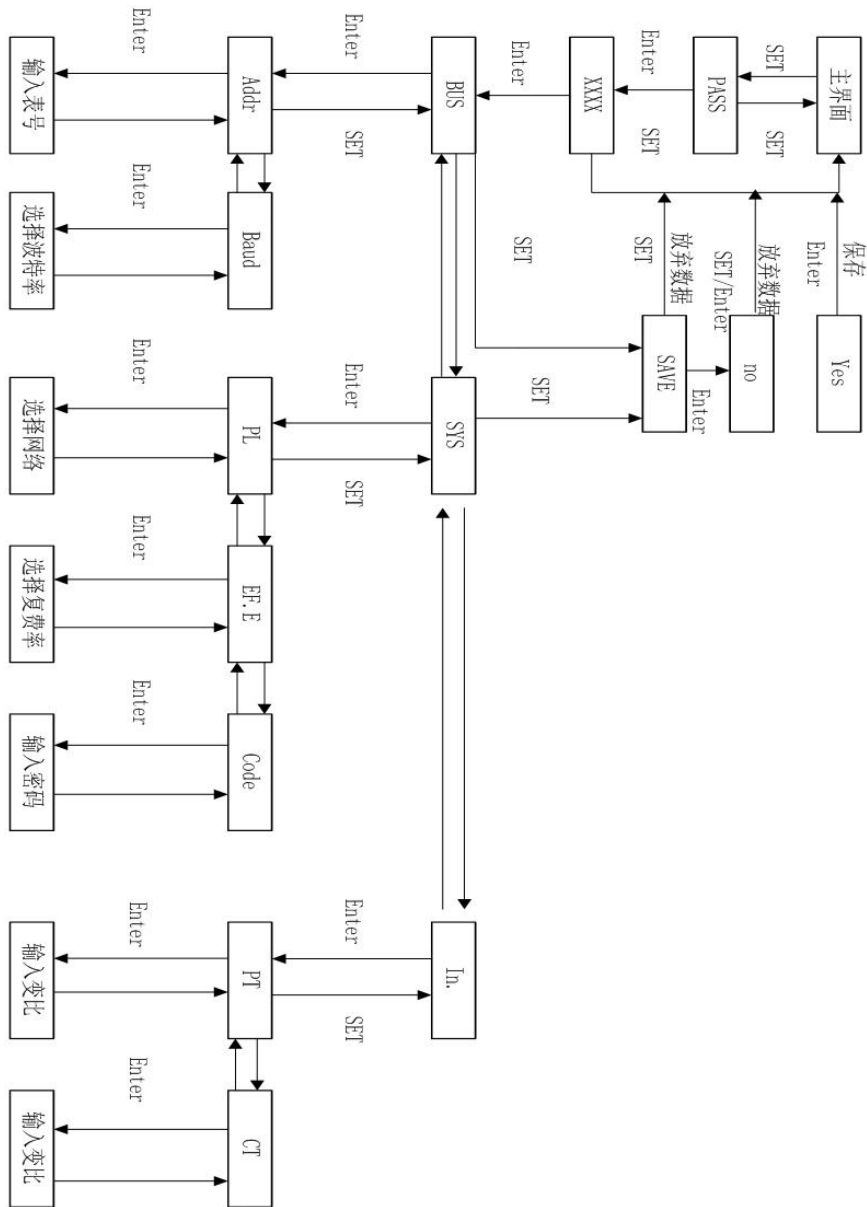 主界面
保存
Enter
Yes
SET
SET
放弃数据
SET/Enter
no
PASS
Enter
SET
放弃数据
SET
SAVE
Enter
XXXX
Enter
SET
SET
BUS
SYS
In.
Enter
SET
Enter
SET
Enter
SET
Addr
Baud
PL
EF.E
Code
PT
CT
Enter
Enter
Enter
Enter
Enter
Enter
Enter
输入表号
选择波特率
选择网络
选择复费率
输入密码
输入变比
输入变比